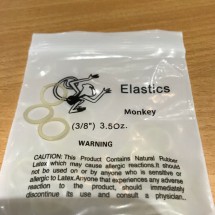 Elastics
Monkey
(3/8") 3.5Oz.
WARNING
CAUTION: This Product Contains Natural Rubber
Latex which may cause allergic reactions.It should
not be used on or by anyone who is sensitive or
allergic to Latex.Anyone that experiences any adverse
reaction to the product, should immediately
discontinue its use and consult a physician.